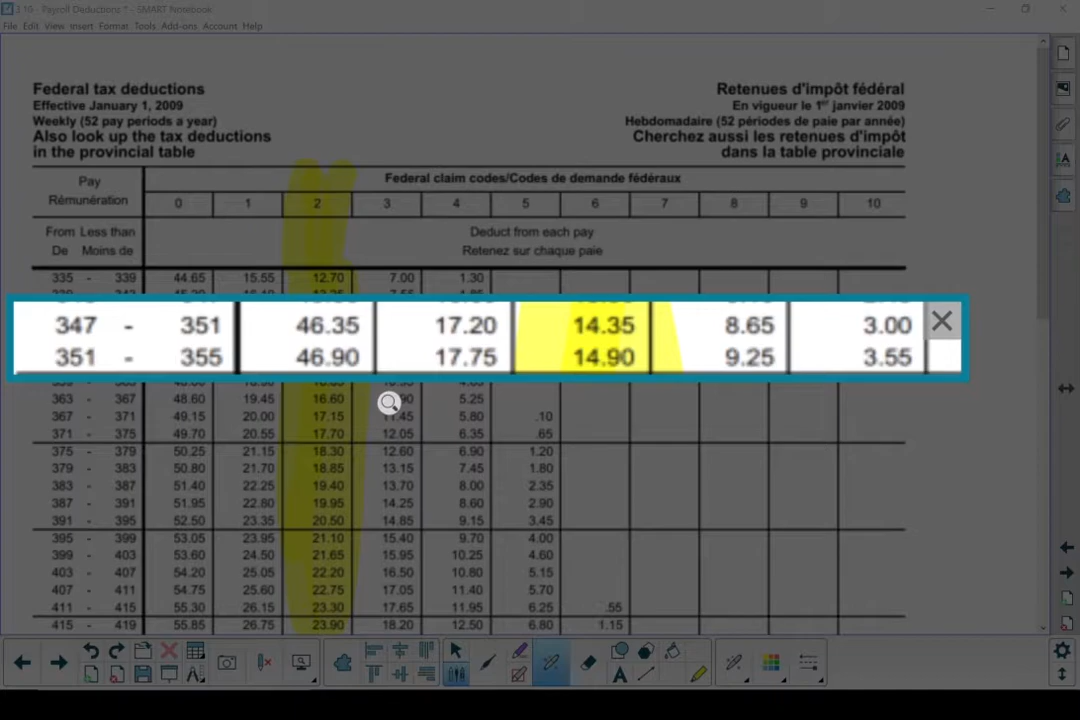 3.10 - Payroll Deductions * - SMART Notebook
File Edit View Insert Format Tools Add-ons Account Help
Federal tax deductions
Effective January 1, 2009
Weekly (52 pay periods a year)
Also look up the tax deductions
in the provincial table
Retenues d'impôt fédéral
En vigueur le 1er janvier 2009
Hebdomadaire (52 périodes de paie par année)
Cherchez aussi les retenues d'impôt
dans la table provinciale
Pay
Rémunération
Federal claim codes/Codes de demande fédéraux
0 1 2 3 4 5 6 7 8 9 10
From Less than
De Moins de
Deduct from each pay
Retenez sur chaque paie
335 - 339 44.65 15.55 12.70 7.00 1.30
347 - 351 46.35 17.20 14.35 8.65 3.00
351 - 355 46.90 17.75 14.90 9.25 3.55
363 - 367 48.60 19.45 16.60 5.25
367 - 371 49.15 20.00 17.15 11.45 5.80 .10
371 - 375 49.70 20.55 17.70 12.05 6.35 .65
375 - 379 50.25 21.15 18.30 12.60 6.90 1.20
379 - 383 50.80 21.70 18.85 13.15 7.45 1.80
383 - 387 51.40 22.25 19.40 13.70 8.00 2.35
387 - 391 51.95 22.80 19.95 14.25 8.60 2.90
391 - 395 52.50 23.35 20.50 14.85 9.15 3.45
395 - 399 53.05 23.95 21.10 15.40 9.70 4.00
399 - 403 53.60 24.50 21.65 15.95 10.25 4.60
403 - 407 54.20 25.05 22.20 16.50 10.80 5.15
407 - 411 54.75 25.60 22.75 17.05 11.40 5.70
411 - 415 55.30 26.15 23.30 17.65 11.95 6.25 .55
415 - 419 55.85 26.75 23.90 18.20 12.50 6.80 1.15